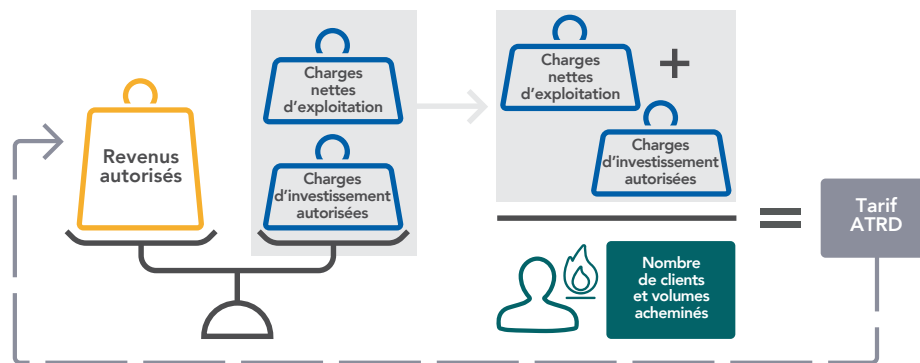 Revenus
autorisés
Charges
nettes
d'exploitation
Charges
d'investissement
autorisées
Charges
nettes
d'exploitation
+
Charges
d'investissement
autorisées
=
Nombre
de clients
et volumes
acheminés
Tarif
ATRD